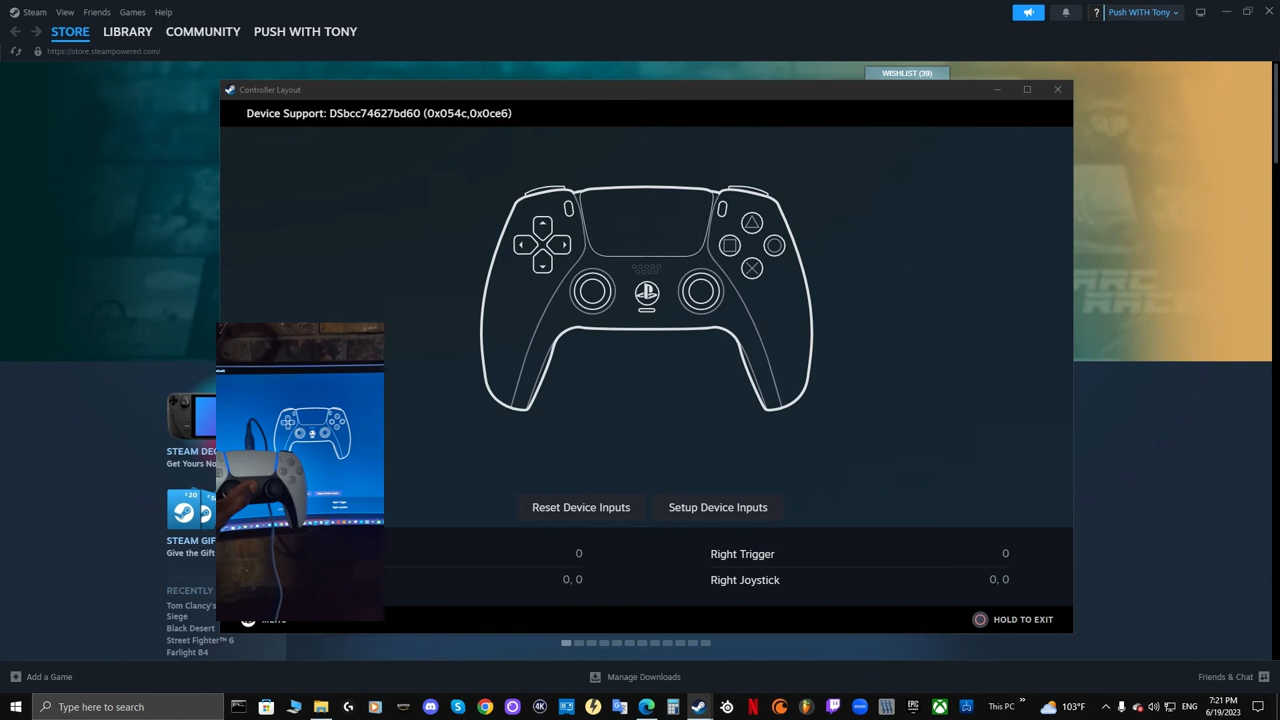 Steam View Friends Games Help
? Push WITH Tony
STORE LIBRARY COMMUNITY PUSH WITH TONY
https://store.steampowered.com/
WISHLIST (39)
Controller Layout
Device Support: DSbcc74627bd60 (0x054c,0x0ce6)
Reset Device Inputs
Setup Device Inputs
0
Right Trigger 0
0, 0
Right Joystick 0, 0
HOLD TO EXIT
STEAM DE
Get Yours No
$20
STEAM GIF
Give the Gift
RECENTLY
Tom Clancy's
Siege
Black Desert
Street Fighter™ 6
Farlight 84
Add a Game
Manage Downloads
Friends & Chat
Type here to search
This PC
103°F
ENG
7:21 PM
6/19/2023